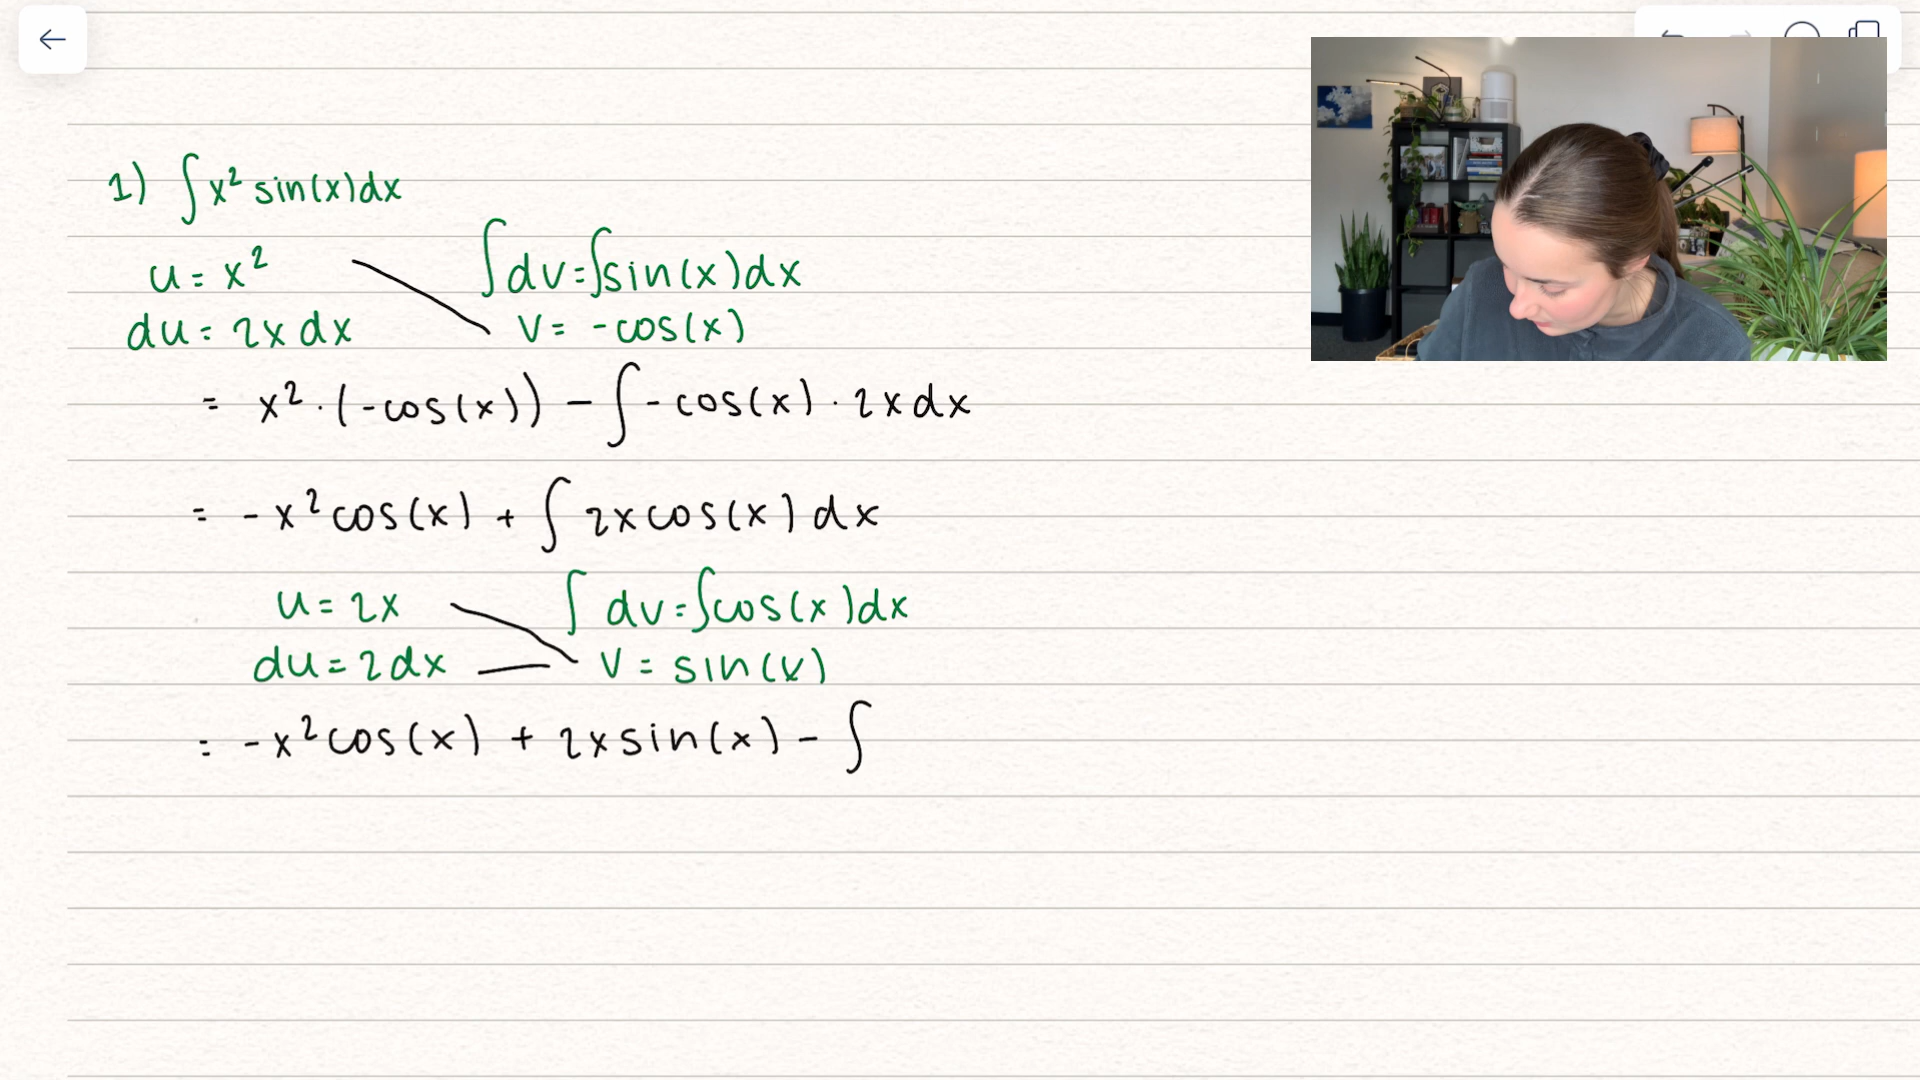 1) ∫x² sin(x)dx
u = x² ∫dv=∫sin(x)dx
du = 2x dx v = -cos(x)
= x² · (-cos(x)) - ∫-cos(x) · 2x dx
= -x² cos(x) + ∫ 2x cos(x) dx
u = 2x ∫ dv=∫cos(x)dx
du = 2dx v = sin(x)
= -x² cos(x) + 2x sin(x) - ∫